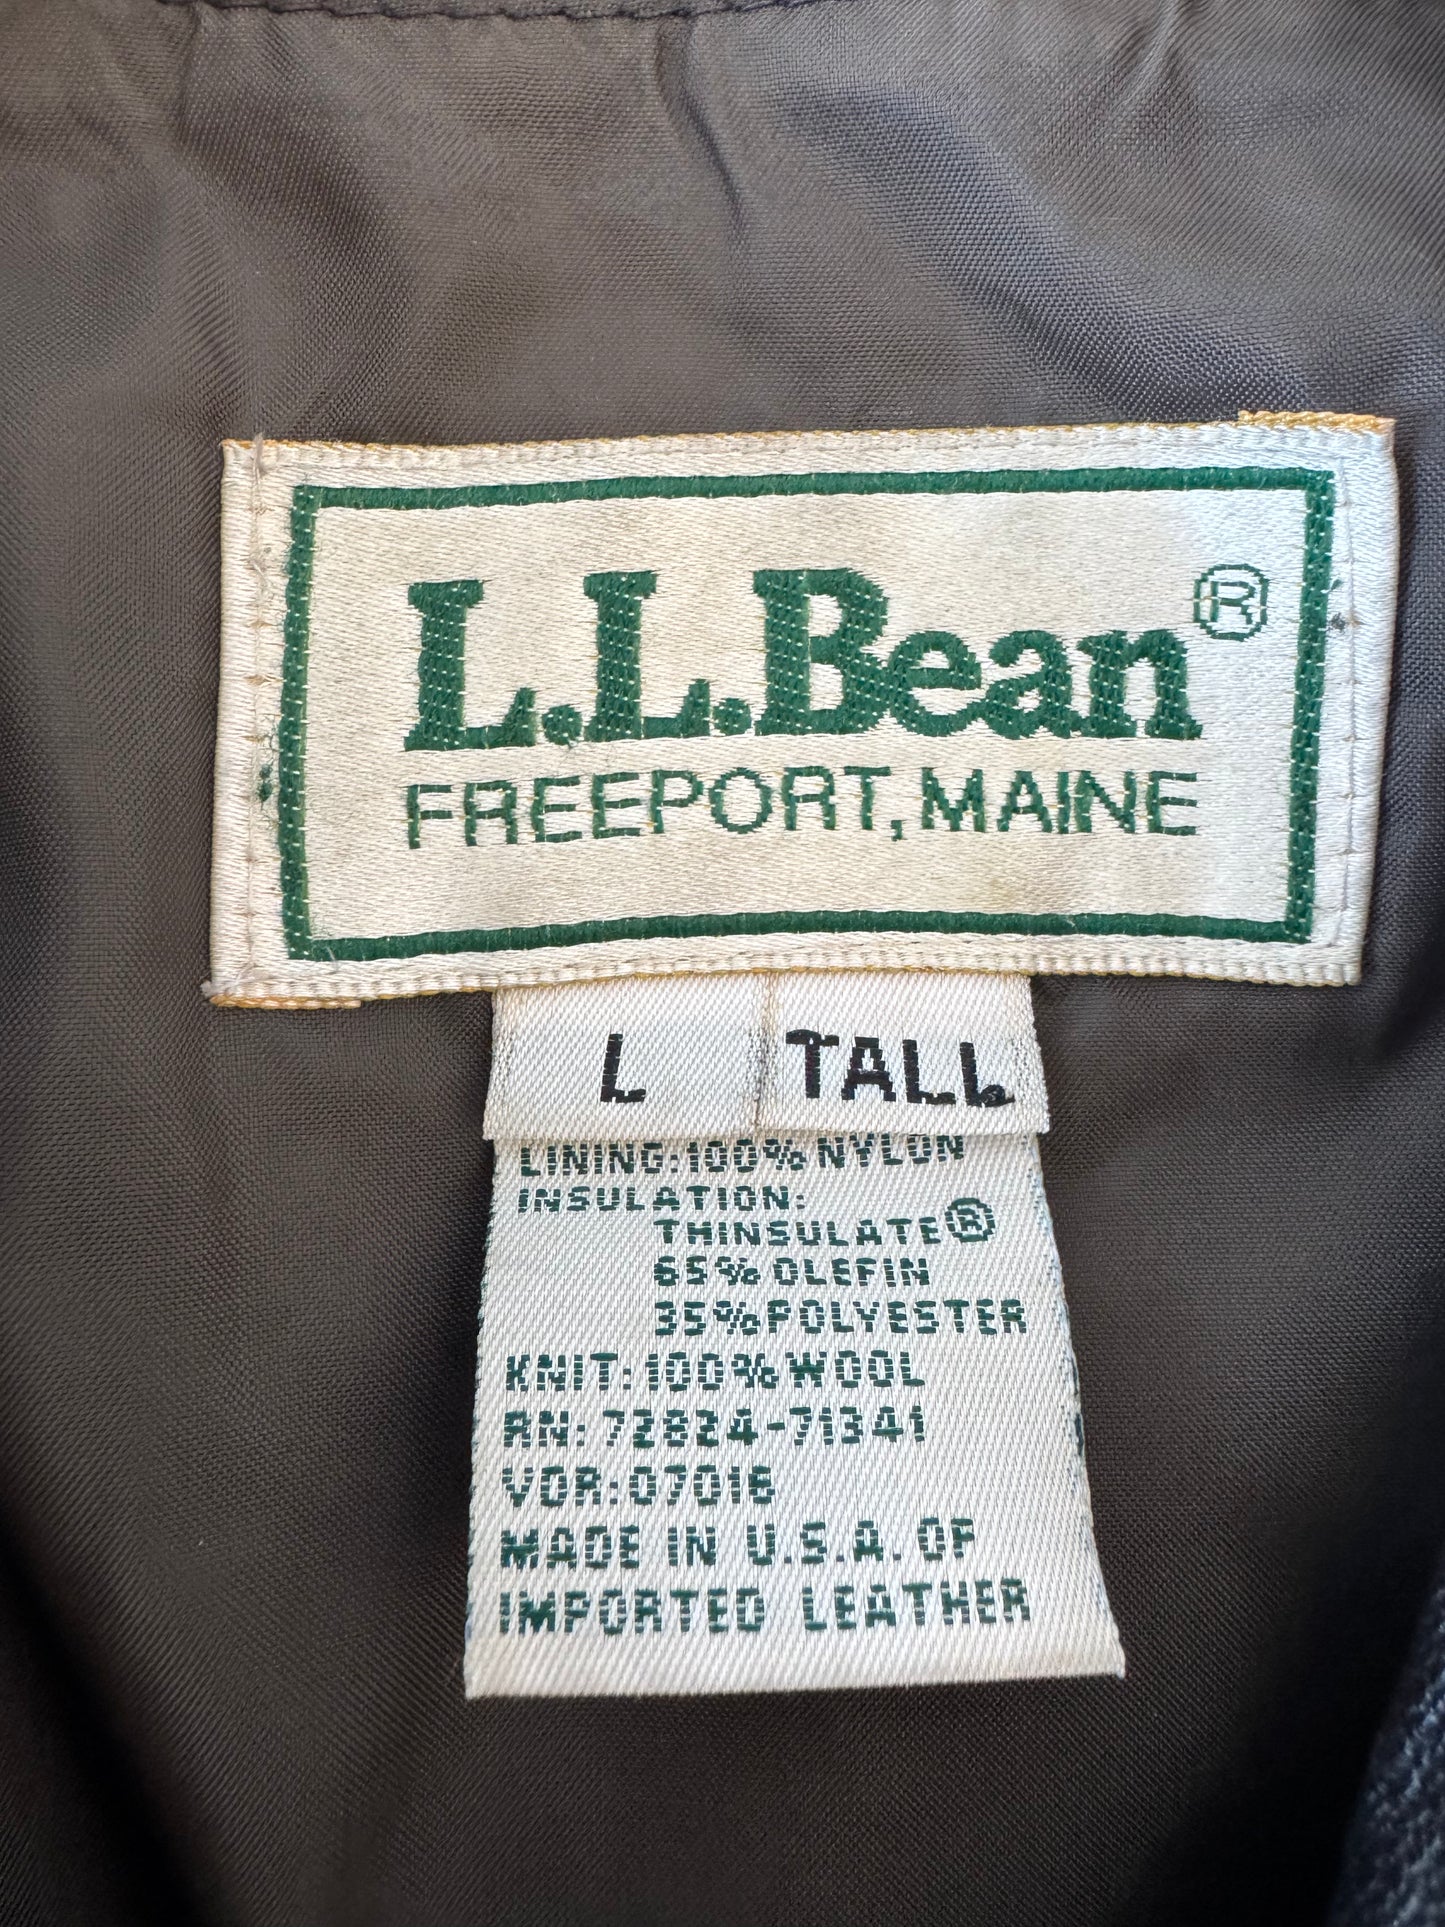 L.L.Bean®
FREEPORT, MAINE
L TALL
LINING: 100% NYLON
INSULATION:
THINSULATE®
65% OLEFIN
35% POLYESTER
KNIT: 100% WOOL
RN: 72824-71341
VDR: 07018
MADE IN U.S.A. OF
IMPORTED LEATHER